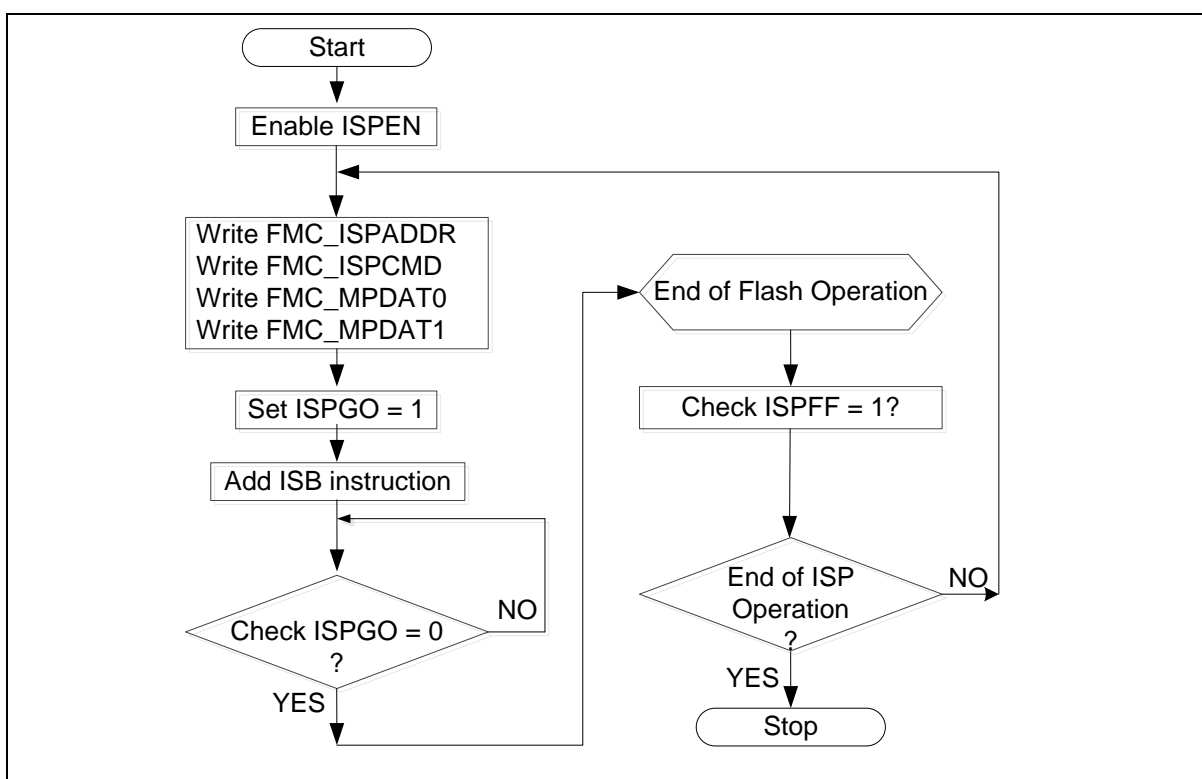 Start
Enable ISPEN
Write FMC_ISPADDR
Write FMC_ISPCMD
Write FMC_MPDAT0
Write FMC_MPDAT1
Set ISPGO = 1
Add ISB instruction
Check ISPGO = 0
?
NO
YES
End of Flash Operation
Check ISPFF = 1?
End of ISP
Operation
?
NO
YES
Stop